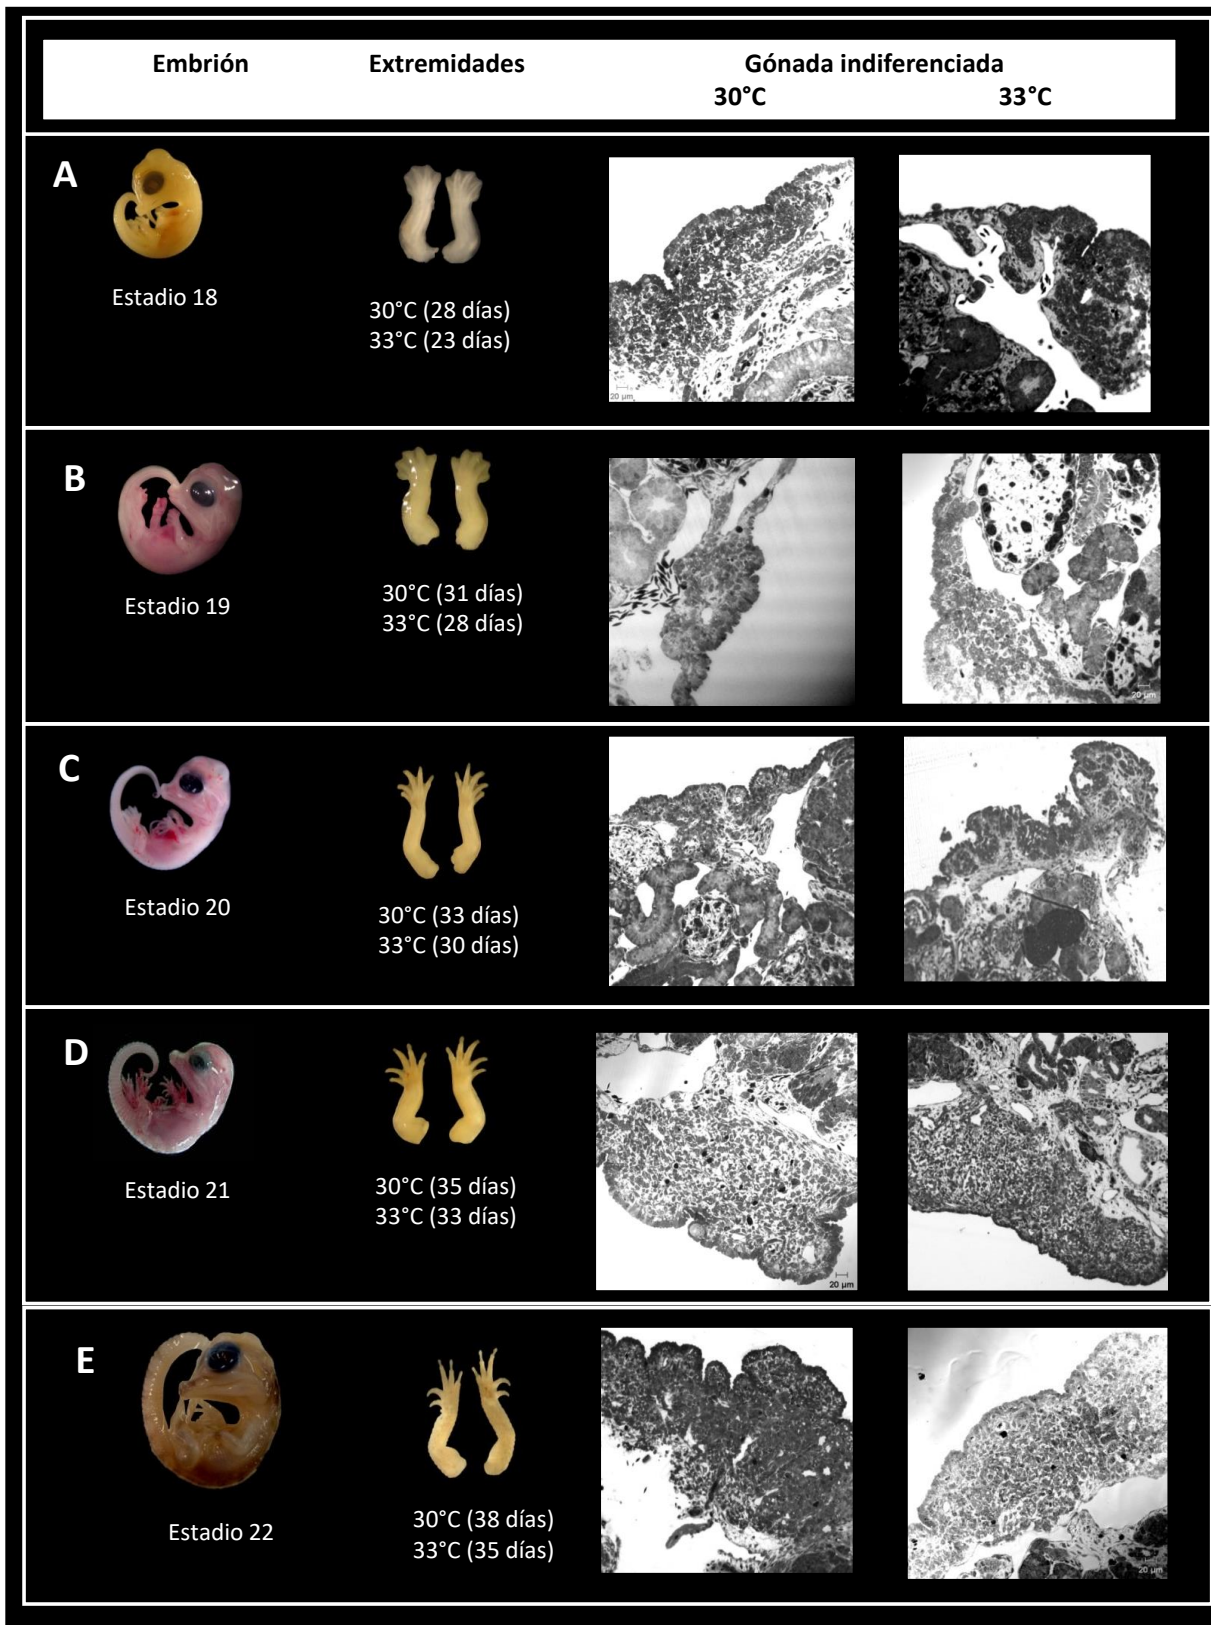 Embrión Extremidades Gónada indiferenciada
30°C 33°C
A
Estadio 18
30°C (28 días)
33°C (23 días)
20 µm
B
Estadio 19
30°C (31 días)
33°C (28 días)
20 µm
C
Estadio 20
30°C (33 días)
33°C (30 días)
D
Estadio 21
30°C (35 días)
33°C (33 días)
20 µm
E
Estadio 22
30°C (38 días)
33°C (35 días)
20 µm